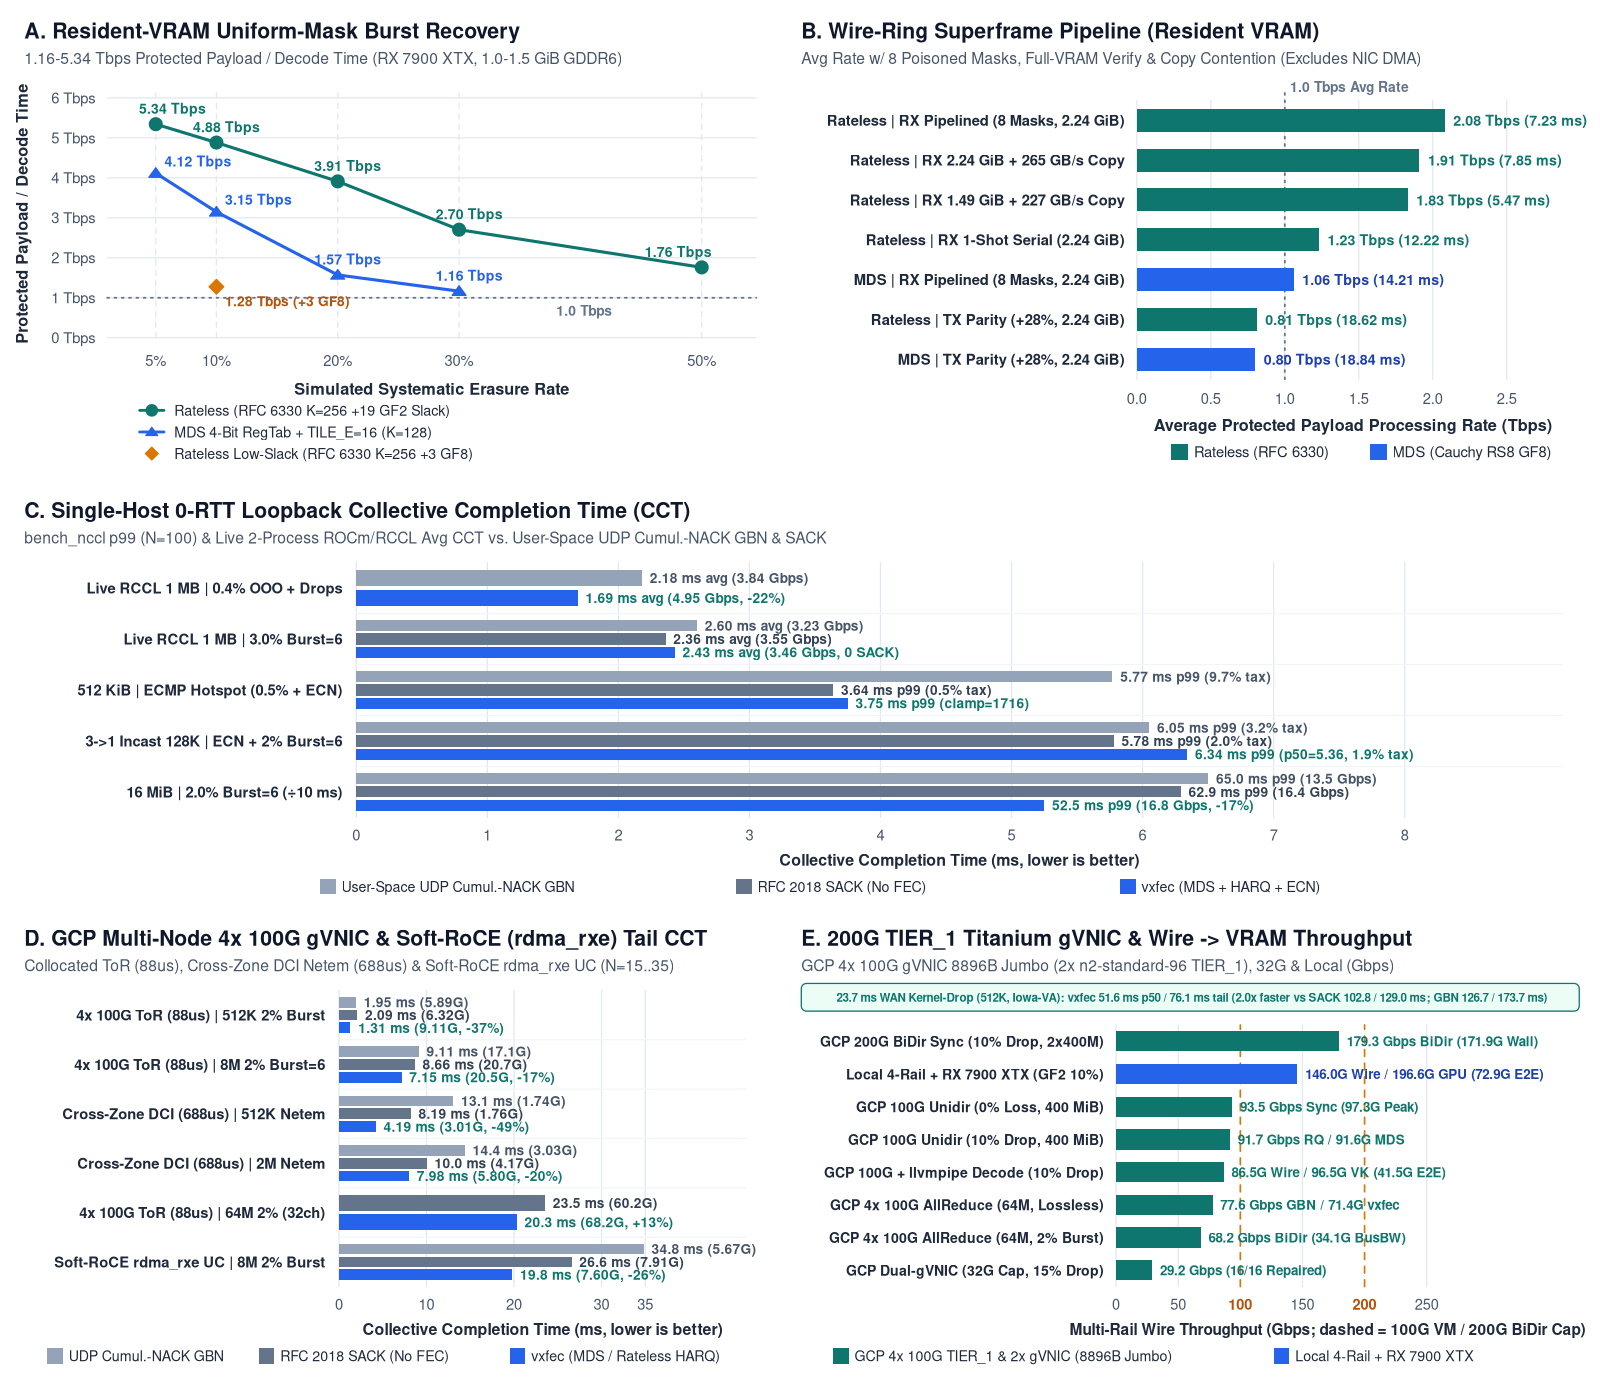 A. Resident-VRAM Uniform-Mask Burst Recovery
1.16-5.34 Tbps Protected Payload / Decode Time (RX 7900 XTX, 1.0-1.5 GiB GDDR6)
Protected Payload / Decode Time
6 Tbps
5 Tbps
4 Tbps
3 Tbps
2 Tbps
1 Tbps
0 Tbps
5.34 Tbps
4.88 Tbps
3.91 Tbps
2.70 Tbps
1.76 Tbps
4.12 Tbps
3.15 Tbps
1.57 Tbps
1.16 Tbps
1.28 Tbps (+3 GF8)
1.0 Tbps
5%
10%
20%
30%
50%
Simulated Systematic Erasure Rate
Rateless (RFC 6330 K=256 +19 GF2 Slack)
MDS 4-Bit RegTab + TILE_E=16 (K=128)
Rateless Low-Slack (RFC 6330 K=256 +3 GF8)
B. Wire-Ring Superframe Pipeline (Resident VRAM)
Avg Rate w/ 8 Poisoned Masks, Full-VRAM Verify & Copy Contention (Excludes NIC DMA)
1.0 Tbps Avg Rate
Rateless | RX Pipelined (8 Masks, 2.24 GiB)
2.08 Tbps (7.23 ms)
Rateless | RX 2.24 GiB + 265 GB/s Copy
1.91 Tbps (7.85 ms)
Rateless | RX 1.49 GiB + 227 GB/s Copy
1.83 Tbps (5.47 ms)
Rateless | RX 1-Shot Serial (2.24 GiB)
1.23 Tbps (12.22 ms)
MDS | RX Pipelined (8 Masks, 2.24 GiB)
1.06 Tbps (14.21 ms)
Rateless | TX Parity (+28%, 2.24 GiB)
0.81 Tbps (18.62 ms)
MDS | TX Parity (+28%, 2.24 GiB)
0.80 Tbps (18.84 ms)
0.0
0.5
1.0
1.5
2.0
2.5
Average Protected Payload Processing Rate (Tbps)
Rateless (RFC 6330)
MDS (Cauchy RS8 GF8)
C. Single-Host 0-RTT Loopback Collective Completion Time (CCT)
bench_nccl p99 (N=100) & Live 2-Process ROCm/RCCL Avg CCT vs. User-Space UDP Cumul.-NACK GBN & SACK
Live RCCL 1 MB | 0.4% OOO + Drops
2.18 ms avg (3.84 Gbps)
1.69 ms avg (4.95 Gbps, -22%)
Live RCCL 1 MB | 3.0% Burst=6
2.60 ms avg (3.23 Gbps)
2.36 ms avg (3.55 Gbps)
2.43 ms avg (3.46 Gbps, 0 SACK)
512 KiB | ECMP Hotspot (0.5% + ECN)
5.77 ms p99 (9.7% tax)
3.64 ms p99 (0.5% tax)
3.75 ms p99 (clamp=1716)
3->1 Incast 128K | ECN + 2% Burst=6
6.05 ms p99 (3.2% tax)
5.78 ms p99 (2.0% tax)
6.34 ms p99 (p50=5.36, 1.9% tax)
16 MiB | 2.0% Burst=6 (÷10 ms)
65.0 ms p99 (13.5 Gbps)
62.9 ms p99 (16.4 Gbps)
52.5 ms p99 (16.8 Gbps, -17%)
0
1
2
3
4
5
6
7
8
Collective Completion Time (ms, lower is better)
User-Space UDP Cumul.-NACK GBN
RFC 2018 SACK (No FEC)
vxfec (MDS + HARQ + ECN)
D. GCP Multi-Node 4x 100G gVNIC & Soft-RoCE (rdma_rxe) Tail CCT
Collocated ToR (88us), Cross-Zone DCI Netem (688us) & Soft-RoCE rdma_rxe UC (N=15..35)
4x 100G ToR (88us) | 512K 2% Burst
1.95 ms (5.89G)
2.09 ms (6.32G)
1.31 ms (9.11G, -37%)
4x 100G ToR (88us) | 8M 2% Burst=6
9.11 ms (17.1G)
8.66 ms (20.7G)
7.15 ms (20.5G, -17%)
Cross-Zone DCI (688us) | 512K Netem
13.1 ms (1.74G)
8.19 ms (1.76G)
4.19 ms (3.01G, -49%)
Cross-Zone DCI (688us) | 2M Netem
14.4 ms (3.03G)
10.0 ms (4.17G)
7.98 ms (5.80G, -20%)
4x 100G ToR (88us) | 64M 2% (32ch)
23.5 ms (60.2G)
20.3 ms (68.2G, +13%)
Soft-RoCE rdma_rxe UC | 8M 2% Burst
34.8 ms (5.67G)
26.6 ms (7.91G)
19.8 ms (7.60G, -26%)
0
10
20
30
35
Collective Completion Time (ms, lower is better)
UDP Cumul.-NACK GBN
RFC 2018 SACK (No FEC)
vxfec (MDS / Rateless HARQ)
E. 200G TIER_1 Titanium gVNIC & Wire -> VRAM Throughput
GCP 4x 100G gVNIC 8896B Jumbo (2x n2-standard-96 TIER_1), 32G & Local (Gbps)
23.7 ms WAN Kernel-Drop (512K, Iowa-VA): vxfec 51.6 ms p50 / 76.1 ms tail (2.0x faster vs SACK 102.8 / 129.0 ms; GBN 126.7 / 173.7 ms)
GCP 200G BiDir Sync (10% Drop, 2x400M)
179.3 Gbps BiDir (171.9G Wall)
Local 4-Rail + RX 7900 XTX (GF2 10%)
146.0G Wire / 196.6G GPU (72.9G E2E)
GCP 100G Unidir (0% Loss, 400 MiB)
93.5 Gbps Sync (97.3G Peak)
GCP 100G Unidir (10% Drop, 400 MiB)
91.7 Gbps RQ / 91.6G MDS
GCP 100G + llvmpipe Decode (10% Drop)
86.5G Wire / 96.5G VK (41.5G E2E)
GCP 4x 100G AllReduce (64M, Lossless)
77.6 Gbps GBN / 71.4G vxfec
GCP 4x 100G AllReduce (64M, 2% Burst)
68.2 Gbps BiDir (34.1G BusBW)
GCP Dual-gVNIC (32G Cap, 15% Drop)
29.2 Gbps (16/16 Repaired)
0
50
100
150
200
250
Multi-Rail Wire Throughput (Gbps; dashed = 100G VM / 200G BiDir Cap)
GCP 4x 100G TIER_1 & 2x gVNIC (8896B Jumbo)
Local 4-Rail + RX 7900 XTX